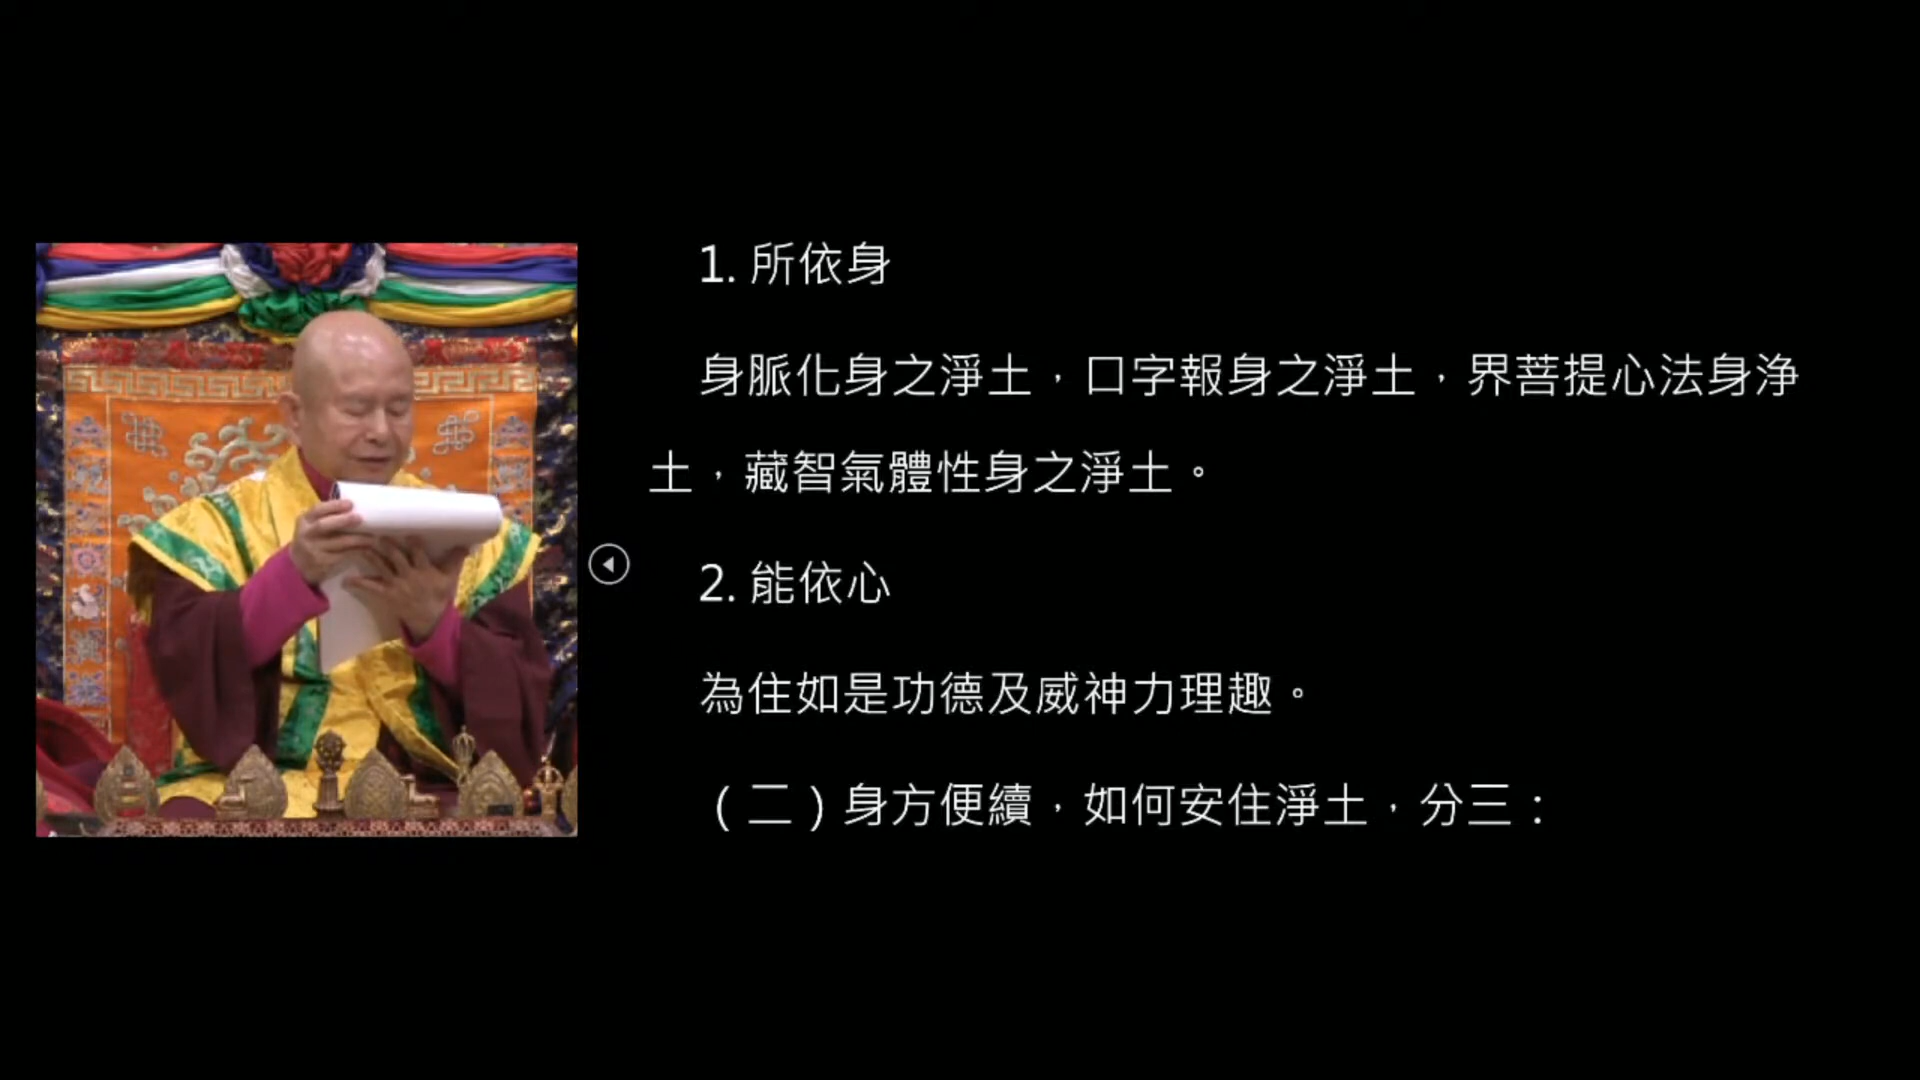 1. 所依身
身脈化身之淨土，口字報身之淨土，界菩提心法身净
土，藏智氣體性身之淨土。
2. 能依心
為住如是功德及威神力理趣。
（二）身方便續，如何安住淨土，分三：